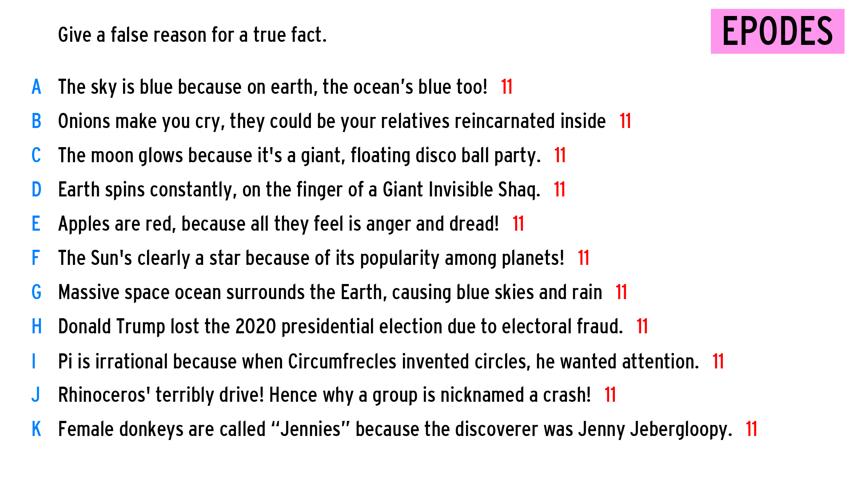 Give a false reason for a true fact.
EPODES
A The sky is blue because on earth, the ocean's blue too! 11
B Onions make you cry, they could be your relatives reincarnated inside 11
C The moon glows because it's a giant, floating disco ball party. 11
D Earth spins constantly, on the finger of a Giant Invisible Shaq. 11
E Apples are red, because all they feel is anger and dread! 11
F The Sun's clearly a star because of its popularity among planets! 11
G Massive space ocean surrounds the Earth, causing blue skies and rain 11
H Donald Trump lost the 2020 presidential election due to electoral fraud. 11
I Pi is irrational because when Circumfrecles invented circles, he wanted attention. 11
J Rhinoceros' terribly drive! Hence why a group is nicknamed a crash! 11
K Female donkeys are called “Jennies” because the discoverer was Jenny Jebergloopy. 11